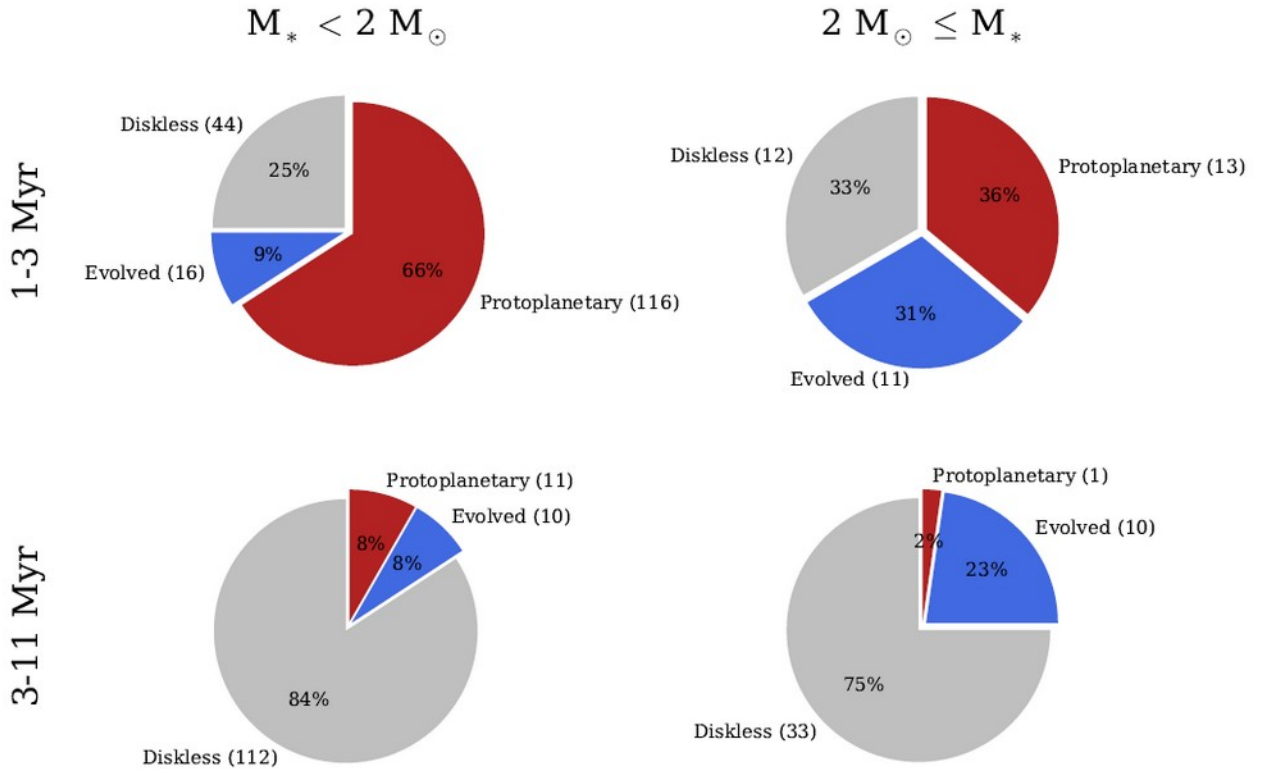 M* < 2 M⊙
2 M⊙ ≤ M*
1-3 Myr
Diskless (44)
25%
Evolved (16)
9%
66%
Protoplanetary (116)
Diskless (12)
33%
Protoplanetary (13)
36%
31%
Evolved (11)
3-11 Myr
Protoplanetary (11)
8%
Evolved (10)
8%
84%
Diskless (112)
Protoplanetary (1)
2%
Evolved (10)
23%
75%
Diskless (33)